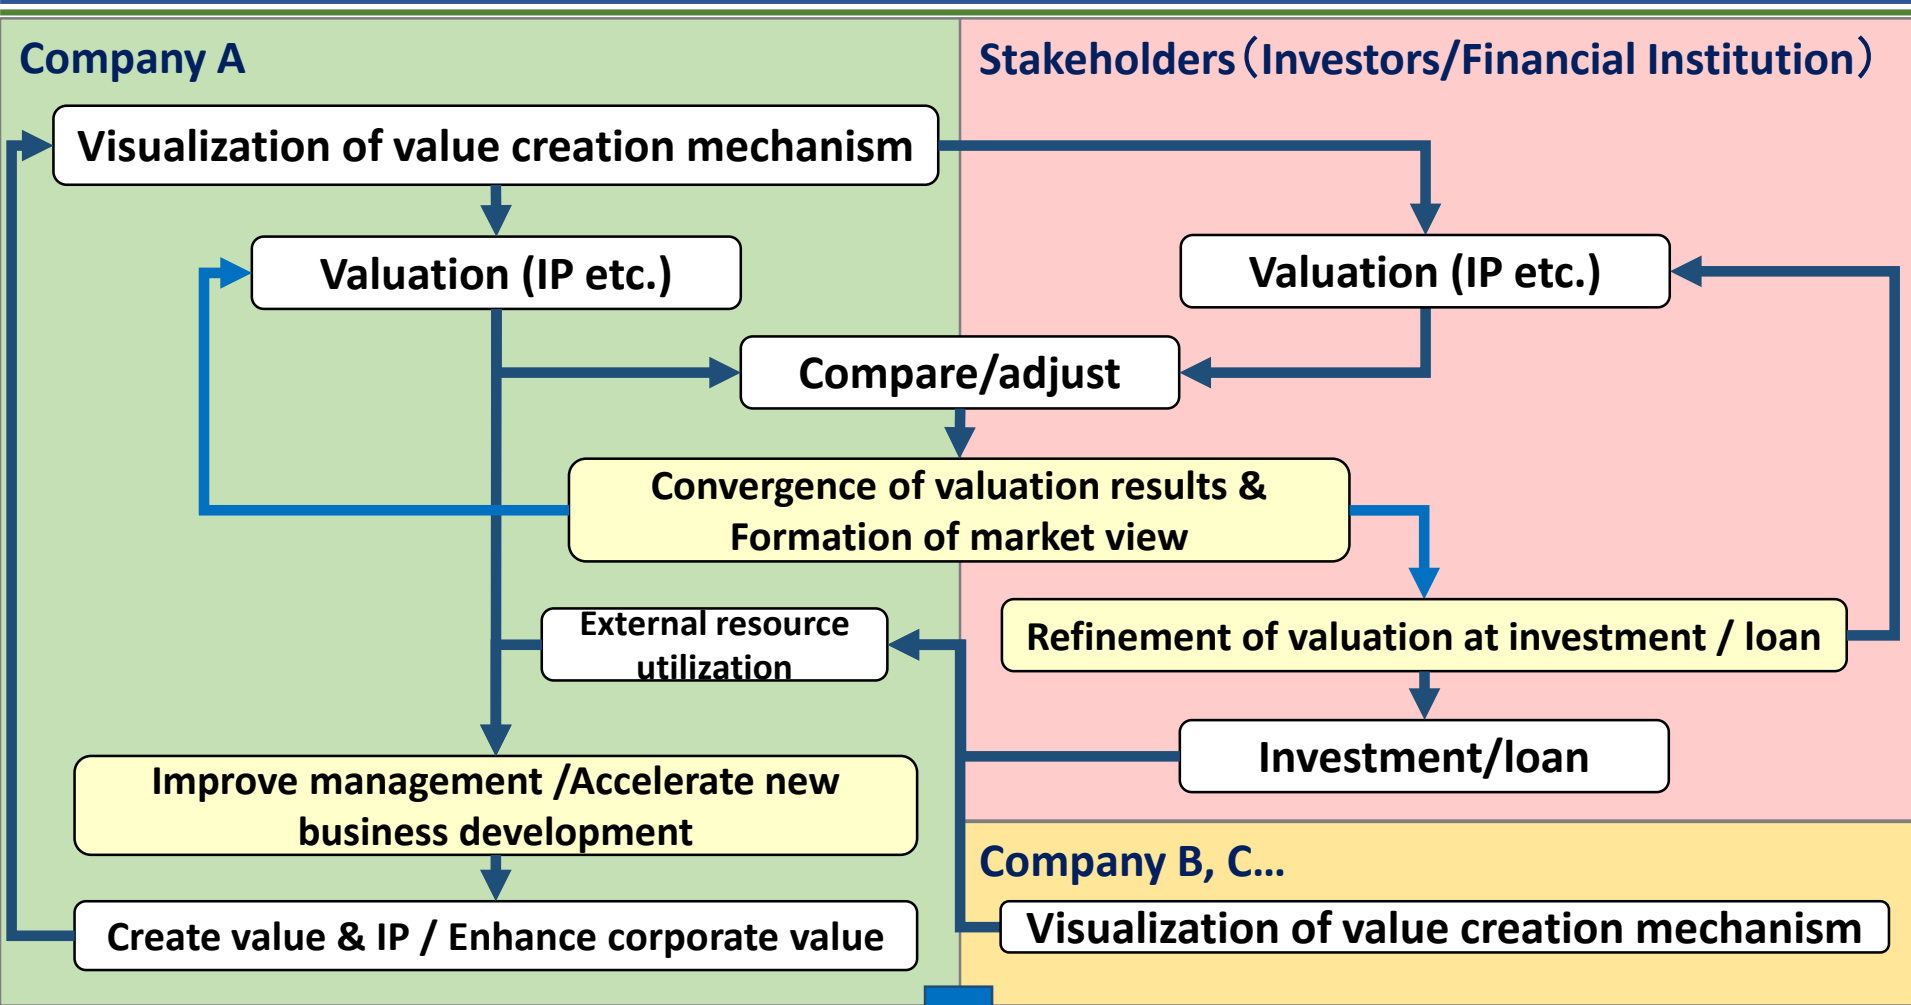 Company A
Stakeholders（Investors/Financial Institution）
Visualization of value creation mechanism
Valuation (IP etc.)
Valuation (IP etc.)
Compare/adjust
Convergence of valuation results &
Formation of market view
External resource
utilization
Refinement of valuation at investment / loan
Investment/loan
Improve management /Accelerate new
business development
Company B, C...
Create value & IP / Enhance corporate value
Visualization of value creation mechanism